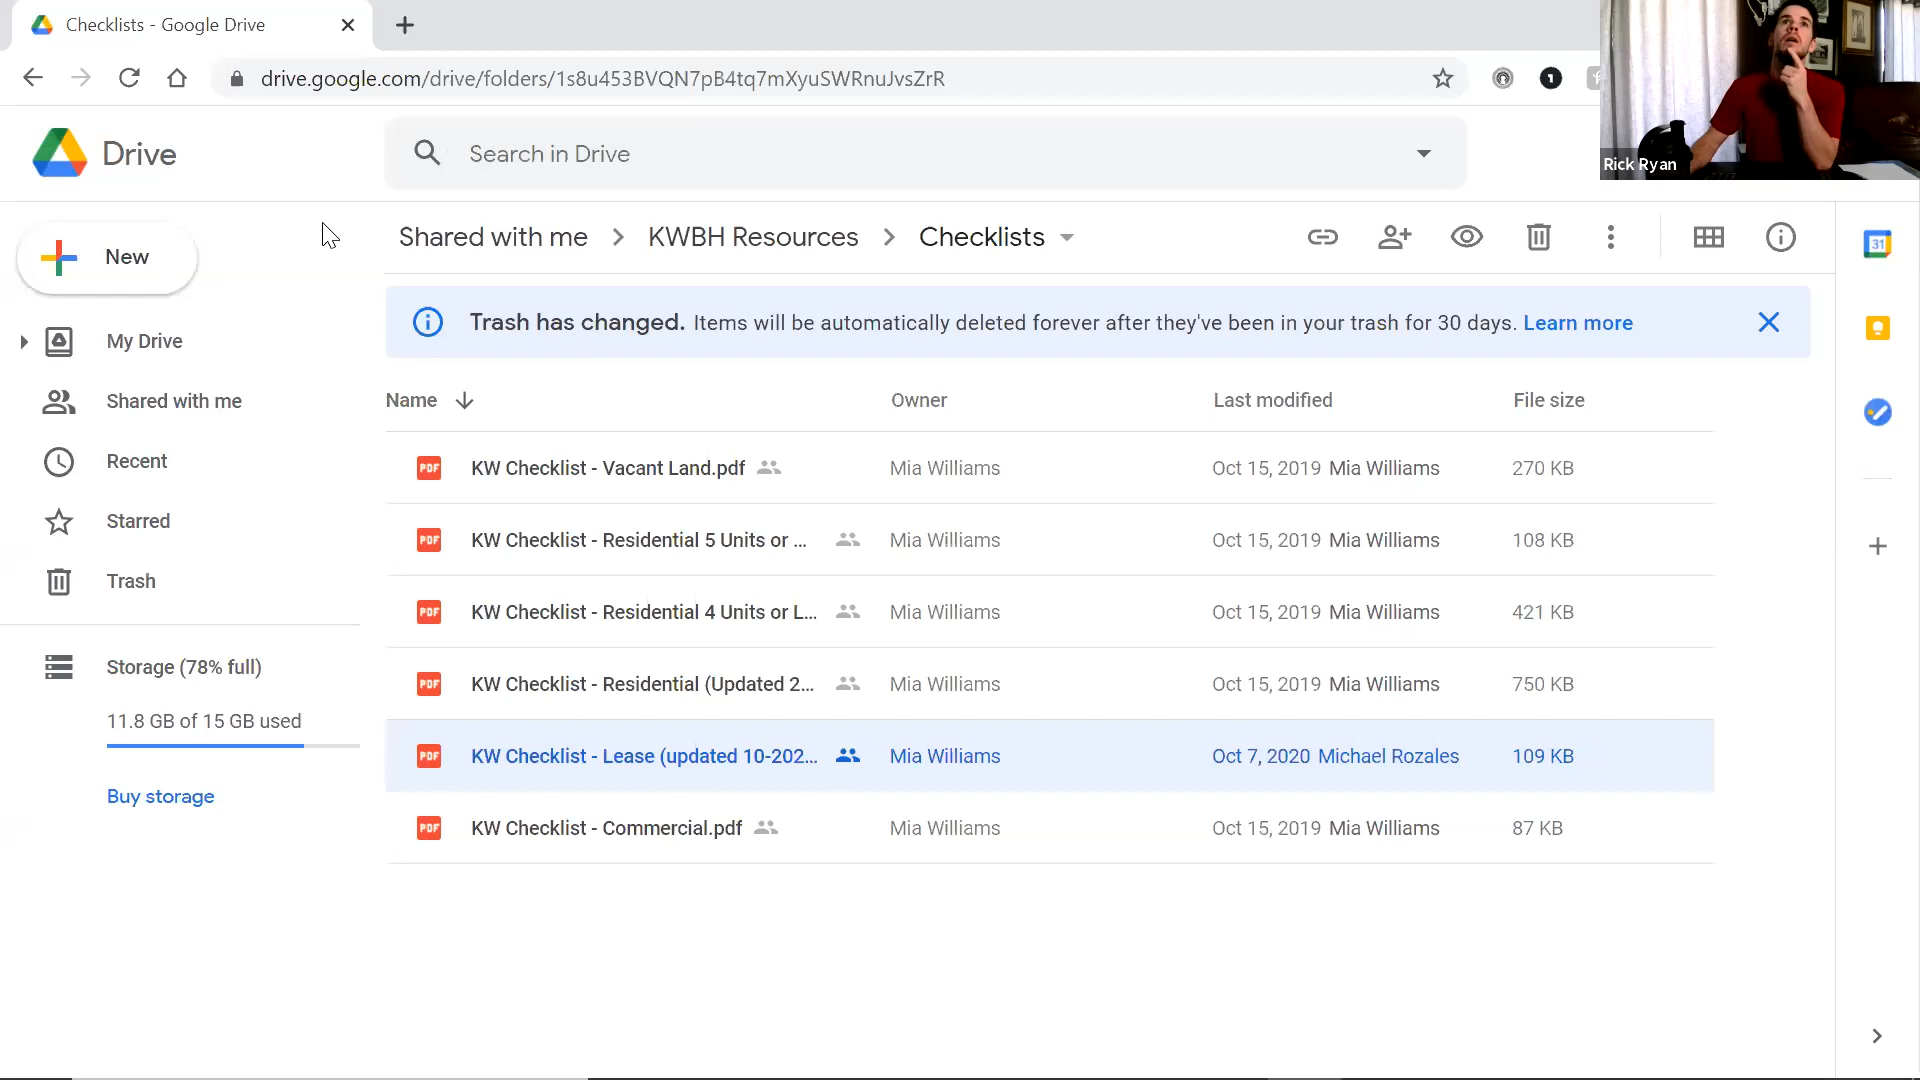 Checklists - Google Drive
drive.google.com/drive/folders/1s8u453BVQN7pB4tq7mXyuSWRnuJvsZrR
Rick Ryan
Drive
Search in Drive
New
Shared with me > KWBH Resources > Checklists
Trash has changed. Items will be automatically deleted forever after they've been in your trash for 30 days. Learn more
My Drive
Shared with me
Recent
Starred
Trash
Storage (78% full)
11.8 GB of 15 GB used
Buy storage
Name Owner Last modified File size
PDF KW Checklist - Vacant Land.pdf Mia Williams Oct 15, 2019 Mia Williams 270 KB
PDF KW Checklist - Residential 5 Units or ... Mia Williams Oct 15, 2019 Mia Williams 108 KB
PDF KW Checklist - Residential 4 Units or L... Mia Williams Oct 15, 2019 Mia Williams 421 KB
PDF KW Checklist - Residential (Updated 2... Mia Williams Oct 15, 2019 Mia Williams 750 KB
PDF KW Checklist - Lease (updated 10-202... Mia Williams Oct 7, 2020 Michael Rozales 109 KB
PDF KW Checklist - Commercial.pdf Mia Williams Oct 15, 2019 Mia Williams 87 KB
31